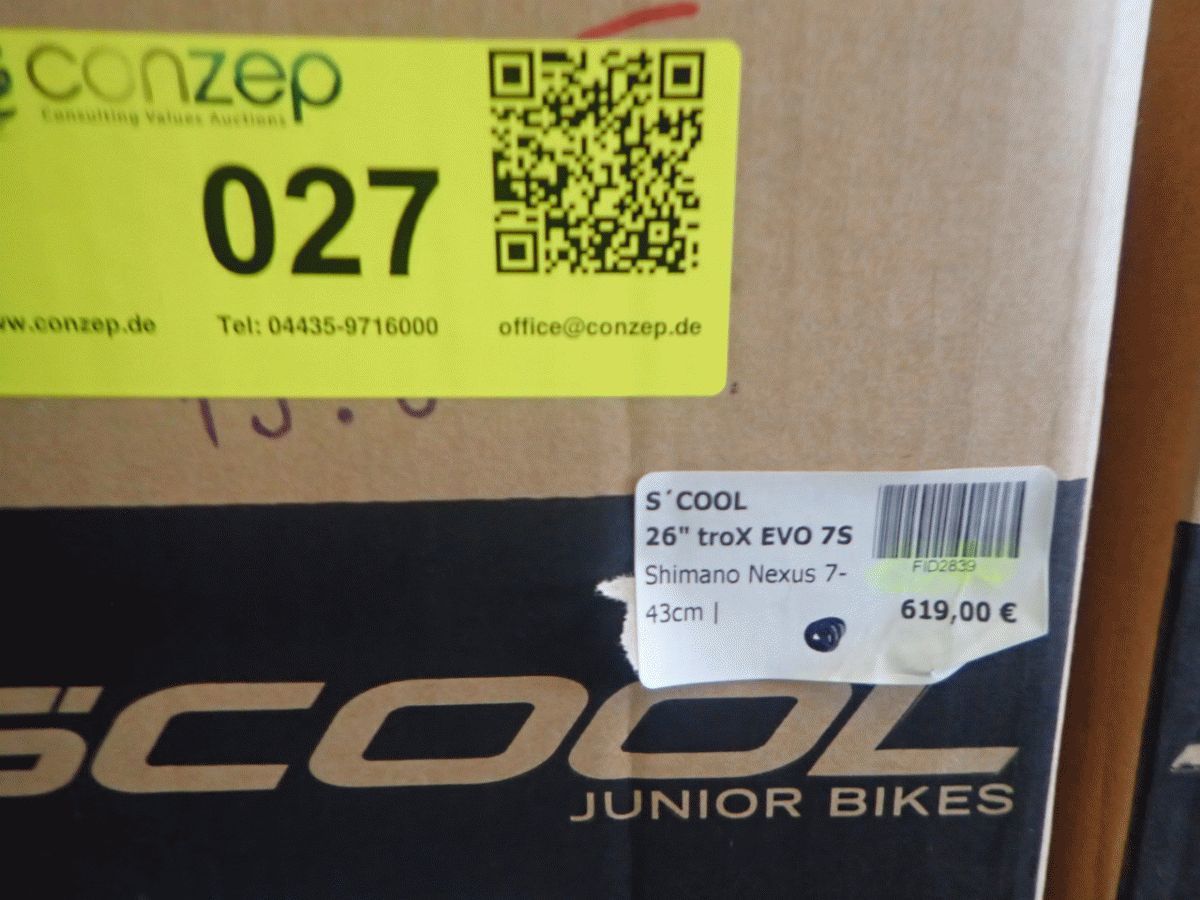 conzep
Consulting Values Auctions
027
ww.conzep.de
Tel: 04435-9716000
office@conzep.de
S´COOL
26" troX EVO 7S
Shimano Nexus 7-
43cm |
FID2839
619,00 €
S'COOL
JUNIOR BIKES